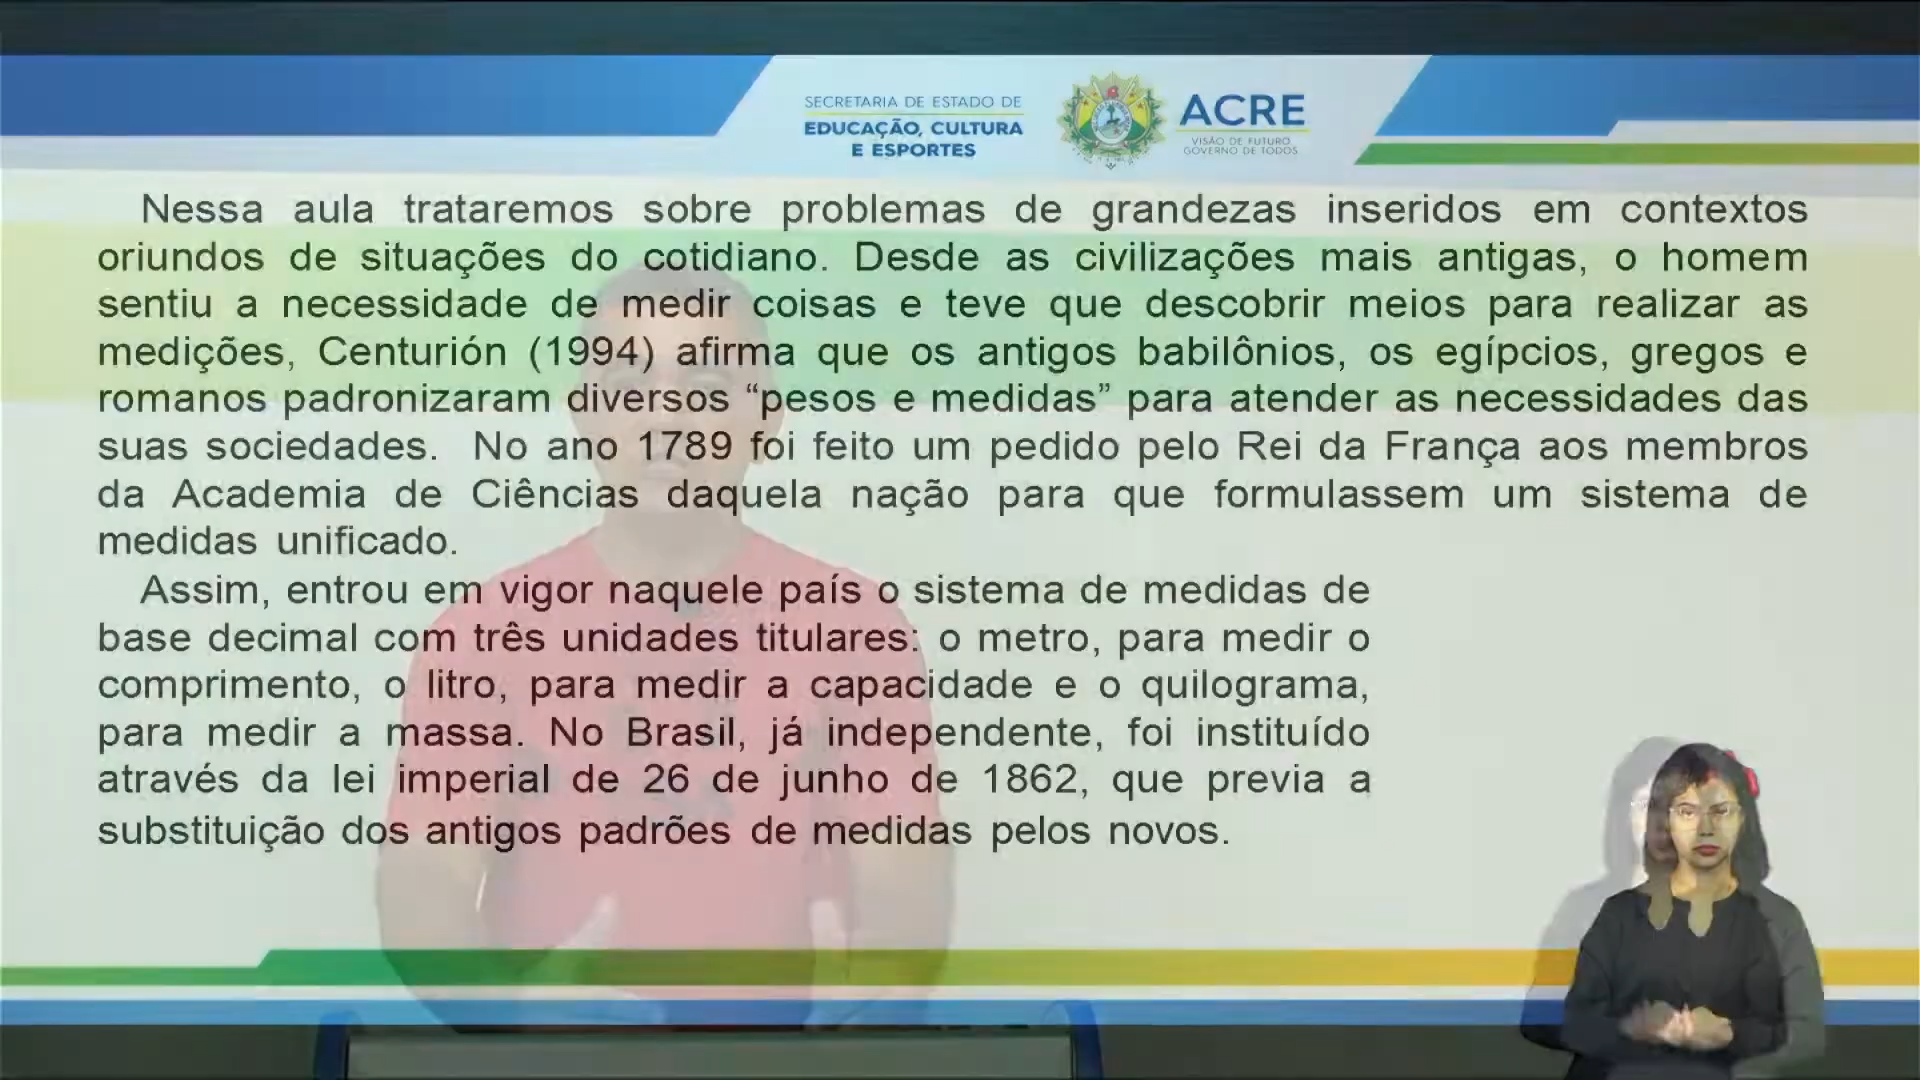 SECRETARIA DE ESTADO DE
EDUCAÇÃO, CULTURA
E ESPORTES
ACRE
VISÃO DE FUTURO
GOVERNO DE TODOS
Nessa aula trataremos sobre problemas de grandezas inseridos em contextos
oriundos de situações do cotidiano. Desde as civilizações mais antigas, o homem
sentiu a necessidade de medir coisas e teve que descobrir meios para realizar as
medições, Centurión (1994) afirma que os antigos babilônios, os egípcios, gregos e
romanos padronizaram diversos “pesos e medidas” para atender as necessidades das
suas sociedades. No ano 1789 foi feito um pedido pelo Rei da França aos membros
da Academia de Ciências daquela nação para que formulassem um sistema de
medidas unificado.
Assim, entrou em vigor naquele país o sistema de medidas de
base decimal com três unidades titulares: o metro, para medir o
comprimento, o litro, para medir a capacidade e o quilograma,
para medir a massa. No Brasil, já independente, foi instituído
através da lei imperial de 26 de junho de 1862, que previa a
substituição dos antigos padrões de medidas pelos novos.